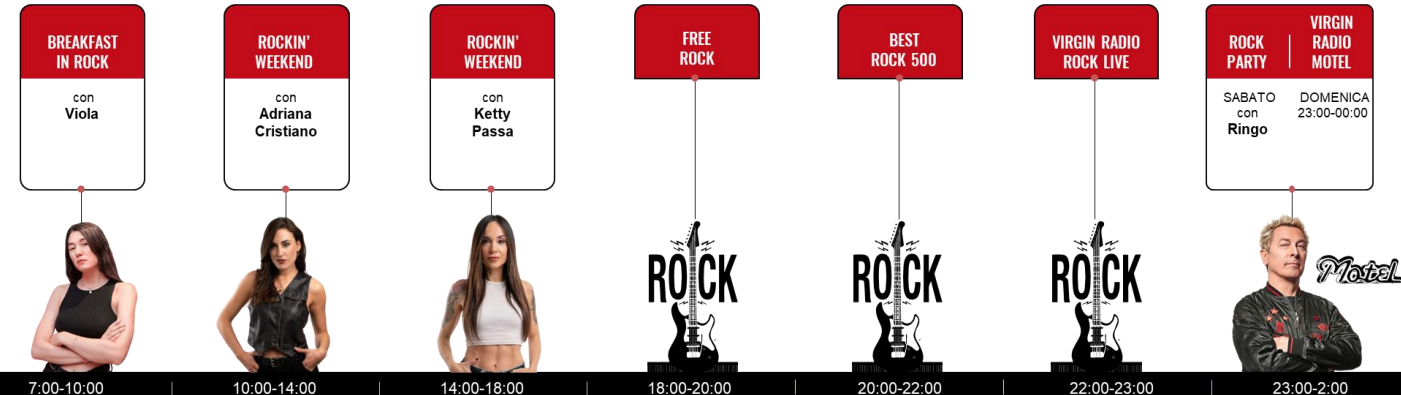 BREAKFAST
IN ROCK
con
Viola
7:00-10:00
ROCKIN'
WEEKEND
con
Adriana
Cristiano
10:00-14:00
ROCKIN'
WEEKEND
con
Ketty
Passa
14:00-18:00
FREE
ROCK
ROCK
18:00-20:00
BEST
ROCK 500
ROCK
20:00-22:00
VIRGIN RADIO
ROCK LIVE
ROCK
22:00-23:00
ROCK
PARTY
SABATO
con
Ringo
VIRGIN
RADIO
MOTEL
DOMENICA
23:00-00:00
Motel
23:00-2:00